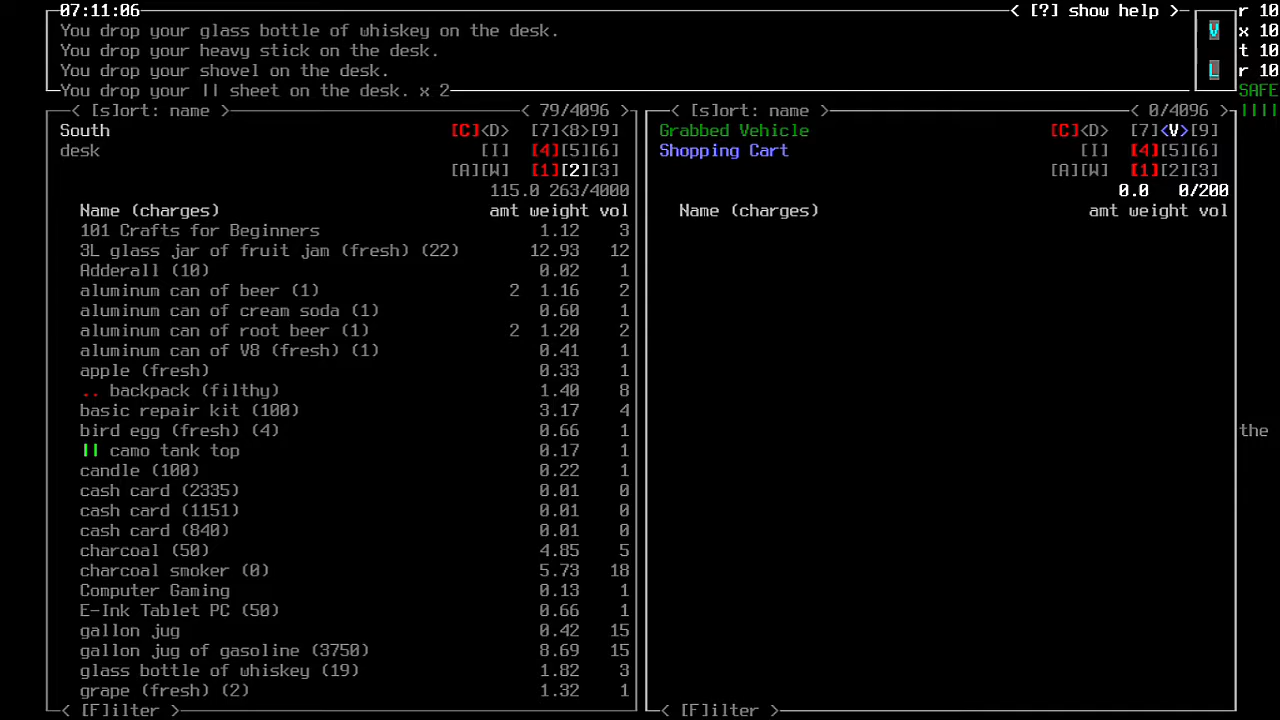 07:11:06 < [?] show help > r 10
You drop your glass bottle of whiskey on the desk. V x 10
You drop your heavy stick on the desk. t 10
You drop your shovel on the desk. L r 10
You drop your || sheet on the desk. x 2 SAFE
< [s]ort: name > < 79/4096 > < [s]ort: name > < 0/4096 > ||||
South [C]<D> [7]<8>[9] Grabbed Vehicle [C]<D> [7]<V>[9]
desk [I] [4][5][6] Shopping Cart [I] [4][5][6]
[A][W] [1][2][3] [A][W] [1][2][3]
115.0 263/4000 0.0 0/200
Name (charges) amt weight vol Name (charges) amt weight vol
101 Crafts for Beginners 1.12 3
3L glass jar of fruit jam (fresh) (22) 12.93 12
Adderall (10) 0.02 1
aluminum can of beer (1) 2 1.16 2
aluminum can of cream soda (1) 0.60 1
aluminum can of root beer (1) 2 1.20 2
aluminum can of V8 (fresh) (1) 0.41 1
apple (fresh) 0.33 1
.. backpack (filthy) 1.40 8
basic repair kit (100) 3.17 4
bird egg (fresh) (4) 0.66 1 the
|| camo tank top 0.17 1
candle (100) 0.22 1
cash card (2335) 0.01 0
cash card (1151) 0.01 0
cash card (840) 0.01 0
charcoal (50) 4.85 5
charcoal smoker (0) 5.73 18
Computer Gaming 0.13 1
E-Ink Tablet PC (50) 0.66 1
gallon jug 0.42 15
gallon jug of gasoline (3750) 8.69 15
glass bottle of whiskey (19) 1.82 3
grape (fresh) (2) 1.32 1
< [F]ilter > < [F]ilter >